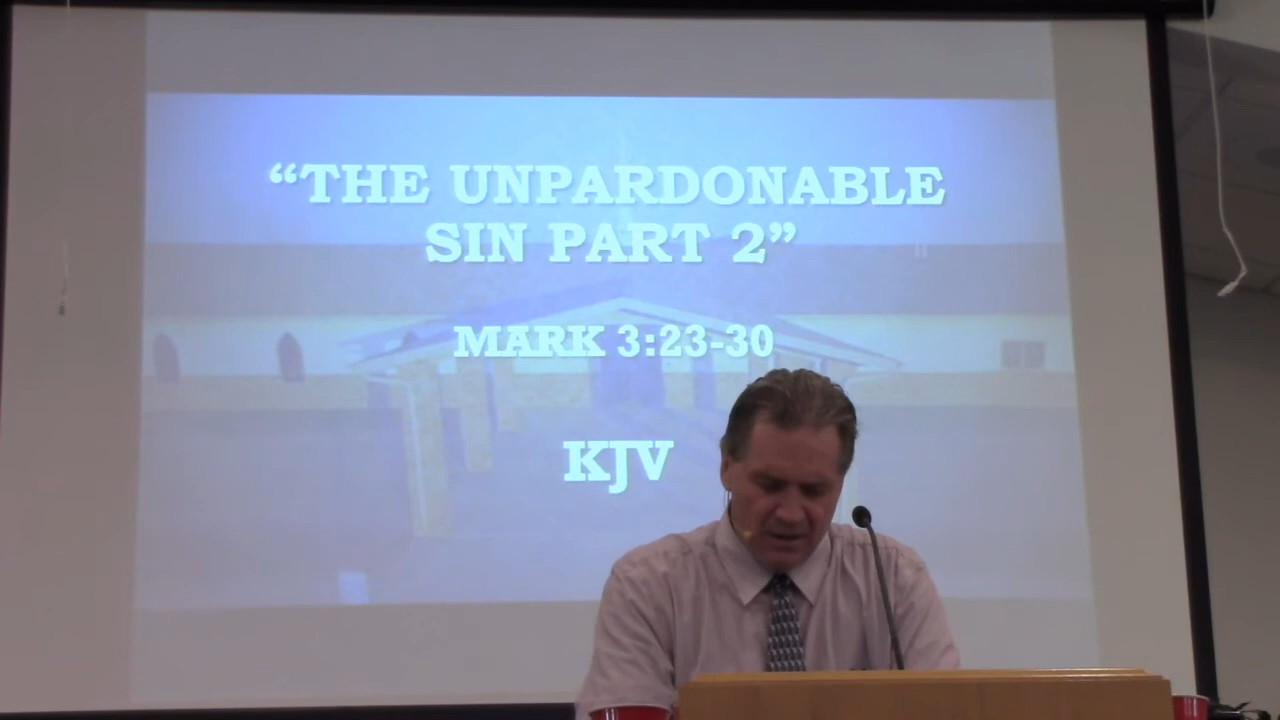 “THE UNPARDONABLE
SIN PART 2”
MARK 3:23-30
KJV